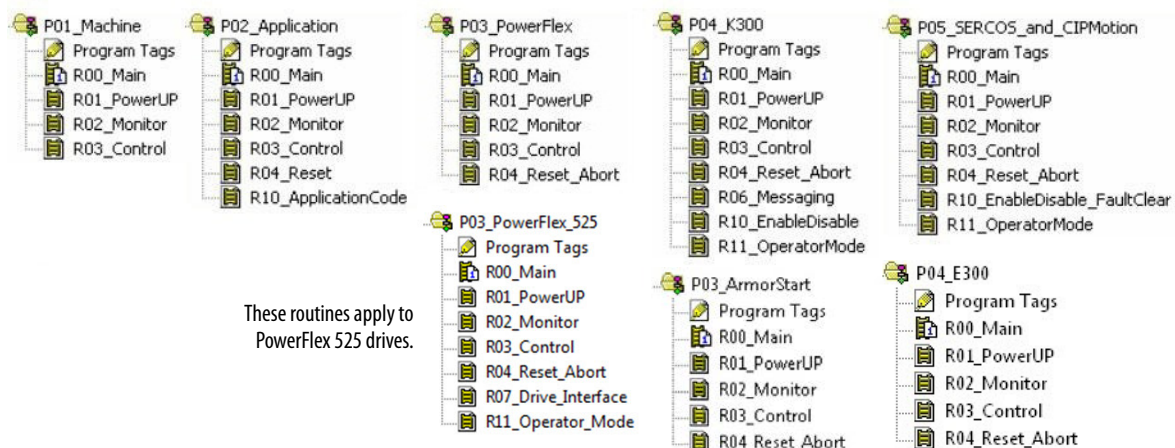 P01_Machine
Program Tags
R00_Main
R01_PowerUP
R02_Monitor
R03_Control
P02_Application
Program Tags
R00_Main
R01_PowerUP
R02_Monitor
R03_Control
R04_Reset
R10_ApplicationCode
P03_PowerFlex
Program Tags
R00_Main
R01_PowerUP
R02_Monitor
R03_Control
R04_Reset_Abort
P04_K300
Program Tags
R00_Main
R01_PowerUP
R02_Monitor
R03_Control
R04_Reset_Abort
R06_Messaging
R10_EnableDisable
R11_OperatorMode
P05_SERCOS_and_CIPMotion
Program Tags
R00_Main
R01_PowerUP
R02_Monitor
R03_Control
R04_Reset_Abort
R10_EnableDisable_FaultClear
R11_OperatorMode
These routines apply to
PowerFlex 525 drives.
P03_PowerFlex_525
Program Tags
R00_Main
R01_PowerUP
R02_Monitor
R03_Control
R04_Reset_Abort
R07_Drive_Interface
R11_Operator_Mode
P03_ArmorStart
Program Tags
R00_Main
R01_PowerUP
R02_Monitor
R03_Control
R04_Reset_Abort
P04_E300
Program Tags
R00_Main
R01_PowerUP
R02_Monitor
R03_Control
R04_Reset_Abort